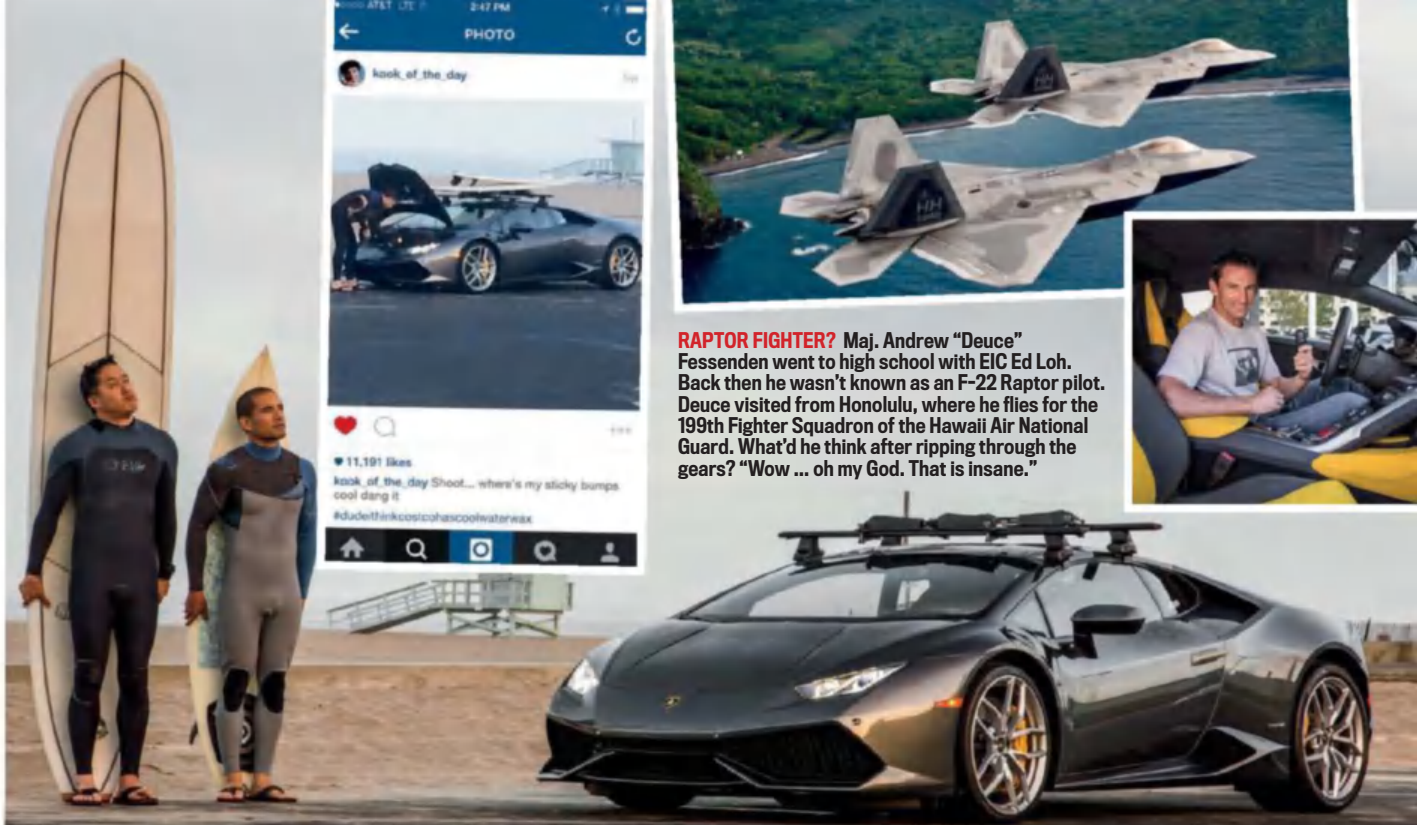 AT&T LTE
2:47 PM
PHOTO
kook_of_the_day
11,191 likes
kook_of_the_day Shoot... where's my sticky bumps
cool dang it
#dudeithinkcostcohascoolwaterwax
HH
HH
RAPTOR FIGHTER? Maj. Andrew “Deuce”
Fessenden went to high school with EIC Ed Loh.
Back then he wasn’t known as an F-22 Raptor pilot.
Deuce visited from Honolulu, where he flies for the
199th Fighter Squadron of the Hawaii Air National
Guard. What’d he think after ripping through the
gears? “Wow ... oh my God. That is insane.”